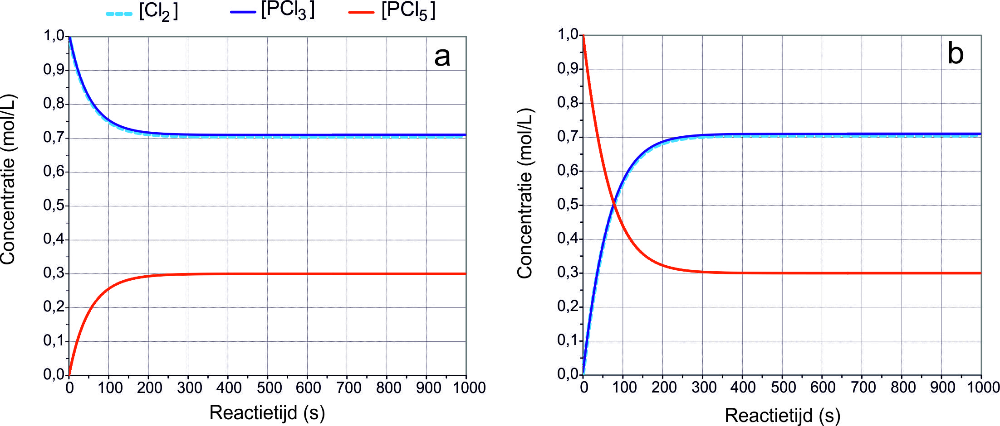 [Cl2] [PCl3] [PCl5]
a
1,0
0,9
0,8
0,7
0,6
0,5
0,4
0,3
0,2
0,1
0,0
0 100 200 300 400 500 600 700 800 900 1000
Concentratie (mol/L)
Reactietijd (s)
b
1,0
0,9
0,8
0,7
0,6
0,5
0,4
0,3
0,2
0,1
0,0
0 100 200 300 400 500 600 700 800 900 1000
Concentratie (mol/L)
Reactietijd (s)